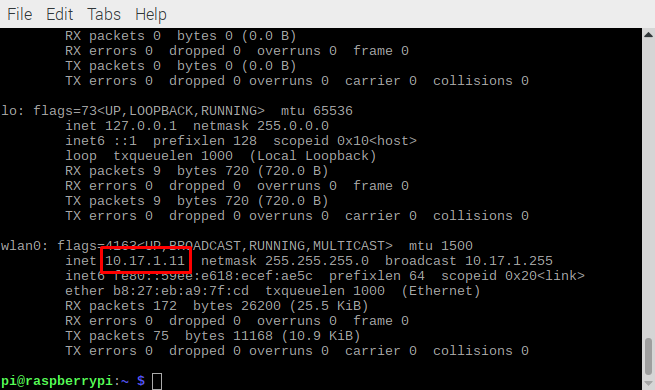 File Edit Tabs Help
RX packets 0  bytes 0 (0.0 B)
RX errors 0  dropped 0  overruns 0  frame 0
TX packets 0  bytes 0 (0.0 B)
TX errors 0  dropped 0 overruns 0  carrier 0  collisions 0
lo: flags=73<UP,LOOPBACK,RUNNING>  mtu 65536
inet 127.0.0.1  netmask 255.0.0.0
inet6 ::1  prefixlen 128  scopeid 0x10<host>
loop  txqueuelen 1000  (Local Loopback)
RX packets 9  bytes 720 (720.0 B)
RX errors 0  dropped 0  overruns 0  frame 0
TX packets 9  bytes 720 (720.0 B)
TX errors 0  dropped 0 overruns 0  carrier 0  collisions 0
wlan0: flags=4163<UP,BROADCAST,RUNNING,MULTICAST>  mtu 1500
inet 10.17.1.11  netmask 255.255.255.0  broadcast 10.17.1.255
inet6 fe80::59ee:e618:ecef:ae5c  prefixlen 64  scopeid 0x20<link>
ether b8:27:eb:a9:7f:cd  txqueuelen 1000  (Ethernet)
RX packets 172  bytes 26200 (25.5 KiB)
RX errors 0  dropped 0  overruns 0  frame 0
TX packets 75  bytes 11168 (10.9 KiB)
TX errors 0  dropped 0 overruns 0  carrier 0  collisions 0
pi@raspberrypi:~ $